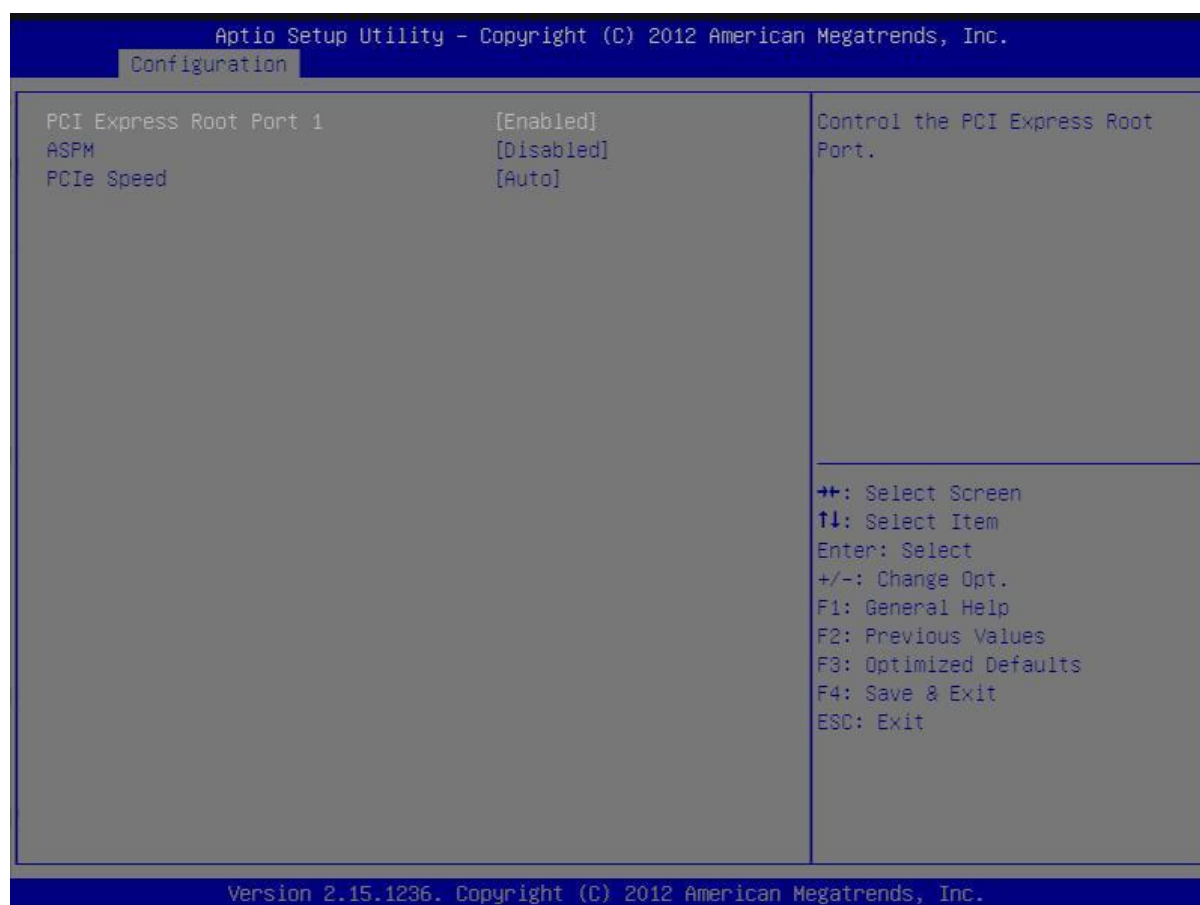 Aptio Setup Utility – Copyright (C) 2012 American Megatrends, Inc.
Configuration
PCI Express Root Port 1 [Enabled]
ASPM [Disabled]
PCIe Speed [Auto]
Control the PCI Express Root
Port.
→←: Select Screen
↑↓: Select Item
Enter: Select
+/-: Change Opt.
F1: General Help
F2: Previous Values
F3: Optimized Defaults
F4: Save & Exit
ESC: Exit
Version 2.15.1236. Copyright (C) 2012 American Megatrends, Inc.